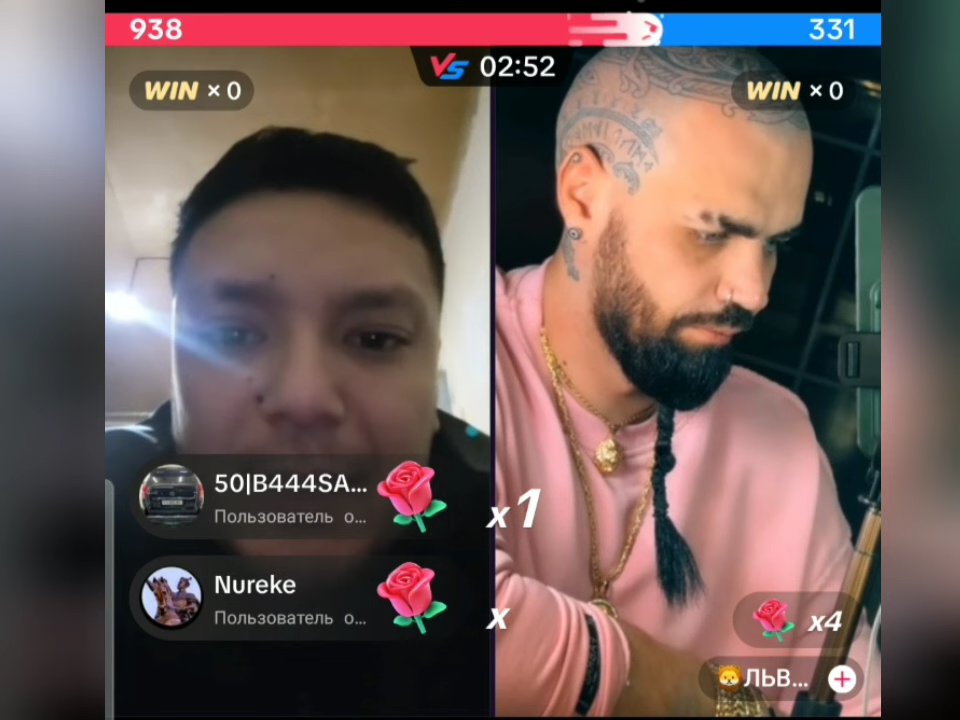 938
331
VS 02:52
WIN × 0
WIN × 0
50|B444SA...
Пользователь о...
x1
Nureke
Пользователь о...
x
x4
🦁ЛЬВ...